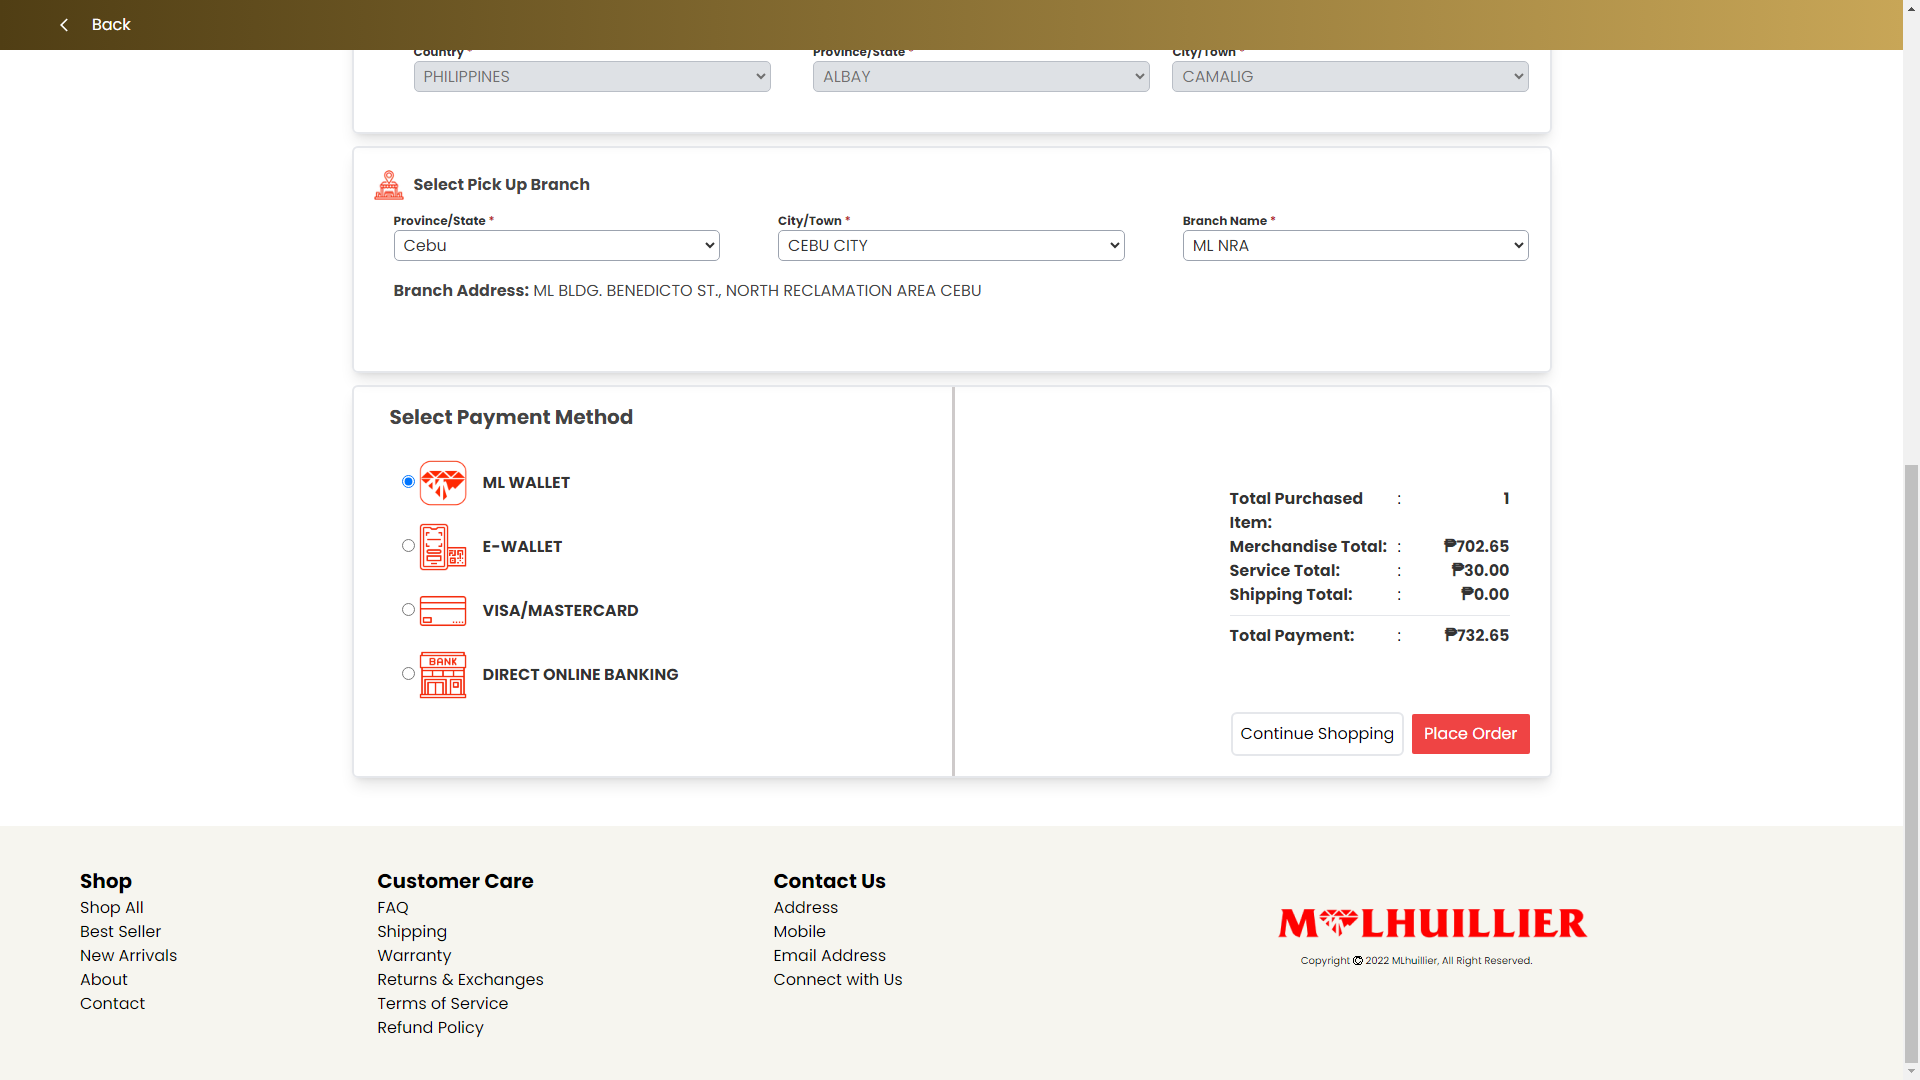 Back
Country * Province/State * City/Town *
PHILIPPINES ALBAY CAMALIG
Select Pick Up Branch
Province/State * City/Town * Branch Name *
Cebu CEBU CITY ML NRA
Branch Address: ML BLDG. BENEDICTO ST., NORTH RECLAMATION AREA CEBU
Select Payment Method
ML WALLET
E-WALLET
VISA/MASTERCARD
BANK
DIRECT ONLINE BANKING
Total Purchased Item: : 1
Merchandise Total: : ₱702.65
Service Total: : ₱30.00
Shipping Total: : ₱0.00
Total Payment: : ₱732.65
Continue Shopping Place Order
Shop
Shop All
Best Seller
New Arrivals
About
Contact
Customer Care
FAQ
Shipping
Warranty
Returns & Exchanges
Terms of Service
Refund Policy
Contact Us
Address
Mobile
Email Address
Connect with Us
M LHUILLIER
Copyright © 2022 MLhuillier, All Right Reserved.